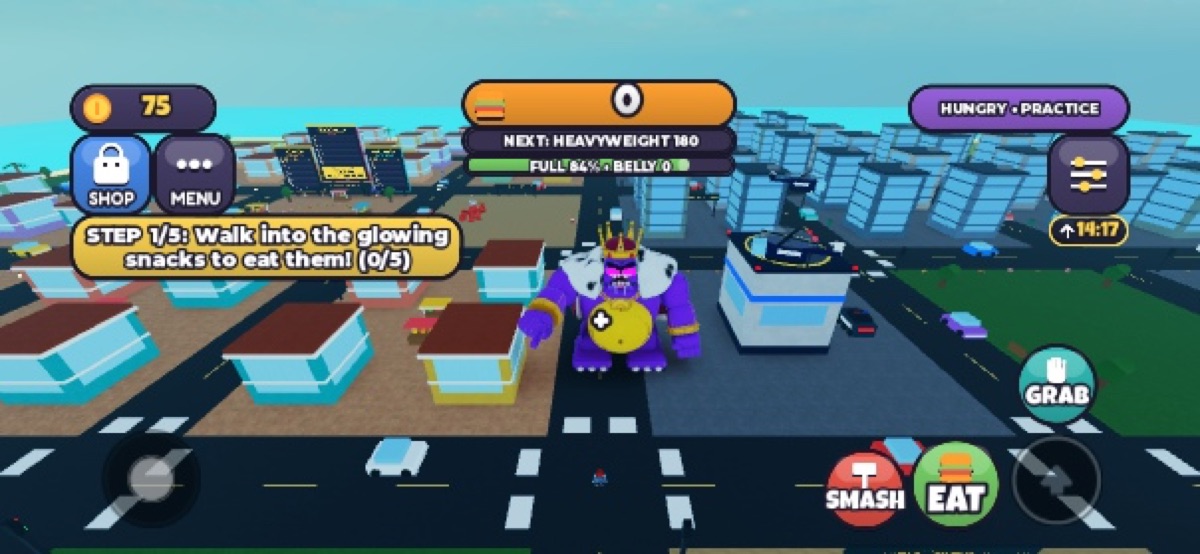 75
0
HUNGRY • PRACTICE
NEXT: HEAVYWEIGHT 180
FULL 84% • BELLY 0
SHOP
MENU
14:17
STEP 1/5: Walk into the glowing
snacks to eat them! (0/5)
GRAB
SMASH
EAT